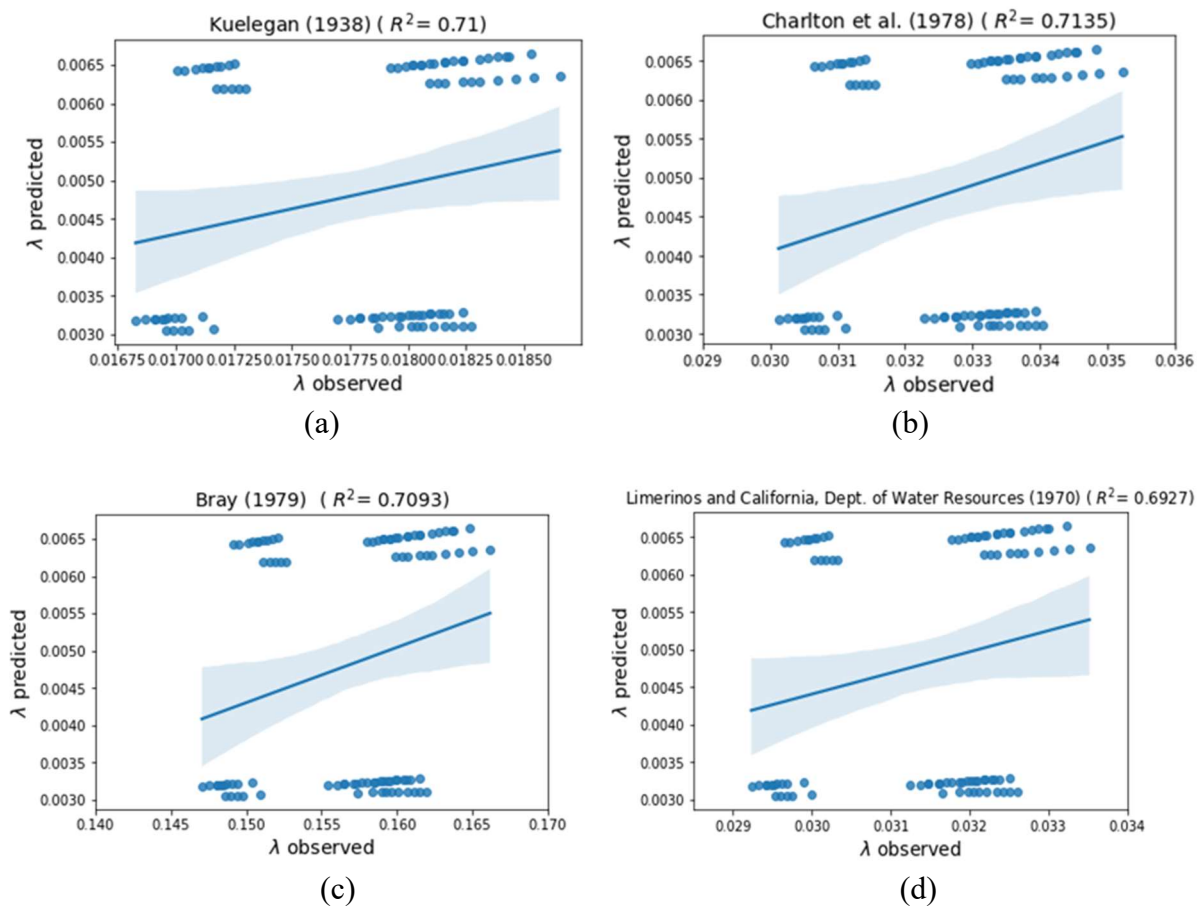 Kuelegan (1938) ( R²= 0.71)
λ predicted
0.0065
0.0060
0.0055
0.0050
0.0045
0.0040
0.0035
0.0030
0.01675 0.01700 0.01725 0.01750 0.01775 0.01800 0.01825 0.01850
λ observed
(a)
Charlton et al. (1978) ( R²= 0.7135)
λ predicted
0.0065
0.0060
0.0055
0.0050
0.0045
0.0040
0.0035
0.0030
0.029 0.030 0.031 0.032 0.033 0.034 0.035 0.036
λ observed
(b)
Bray (1979) ( R²= 0.7093)
λ predicted
0.0065
0.0060
0.0055
0.0050
0.0045
0.0040
0.0035
0.0030
0.140 0.145 0.150 0.155 0.160 0.165 0.170
λ observed
(c)
Limerinos and California, Dept. of Water Resources (1970) ( R²= 0.6927)
λ predicted
0.0065
0.0060
0.0055
0.0050
0.0045
0.0040
0.0035
0.0030
0.029 0.030 0.031 0.032 0.033 0.034
λ observed
(d)